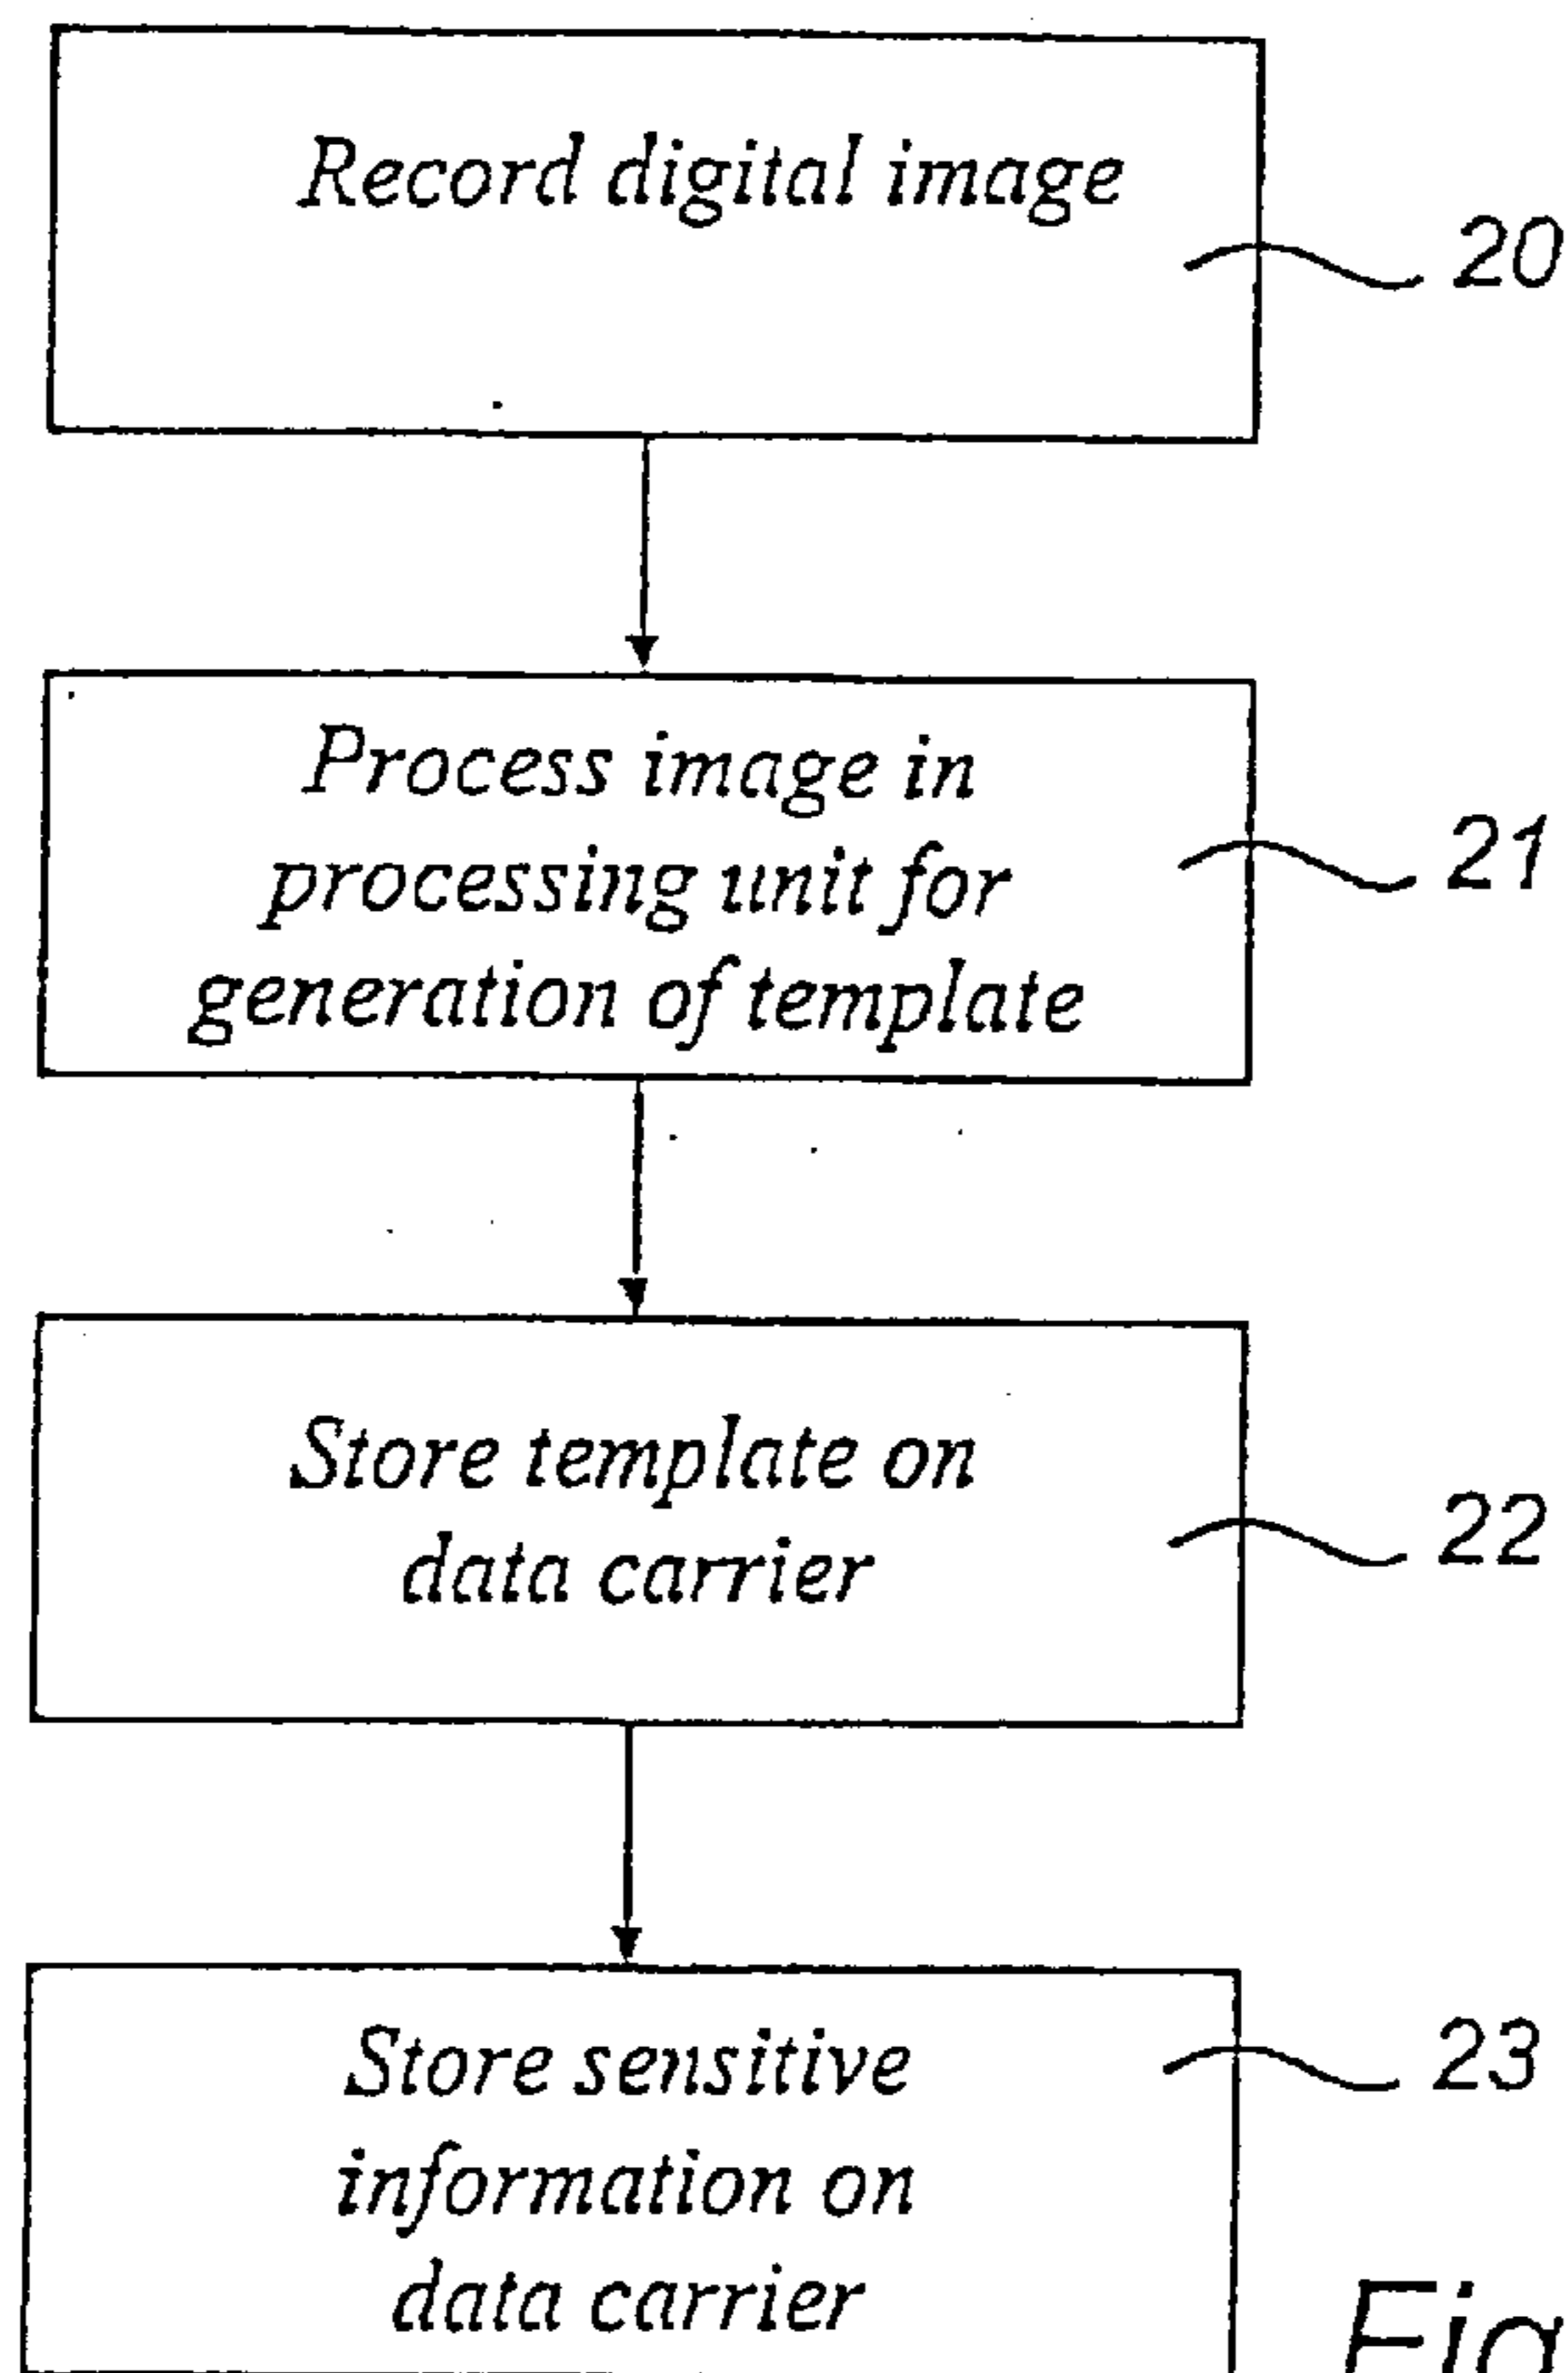 Record digital image
20
Process image in
processing unit for
generation of template
21
Store template on
data carrier
22
Store sensitive
information on
data carrier
23
Fig